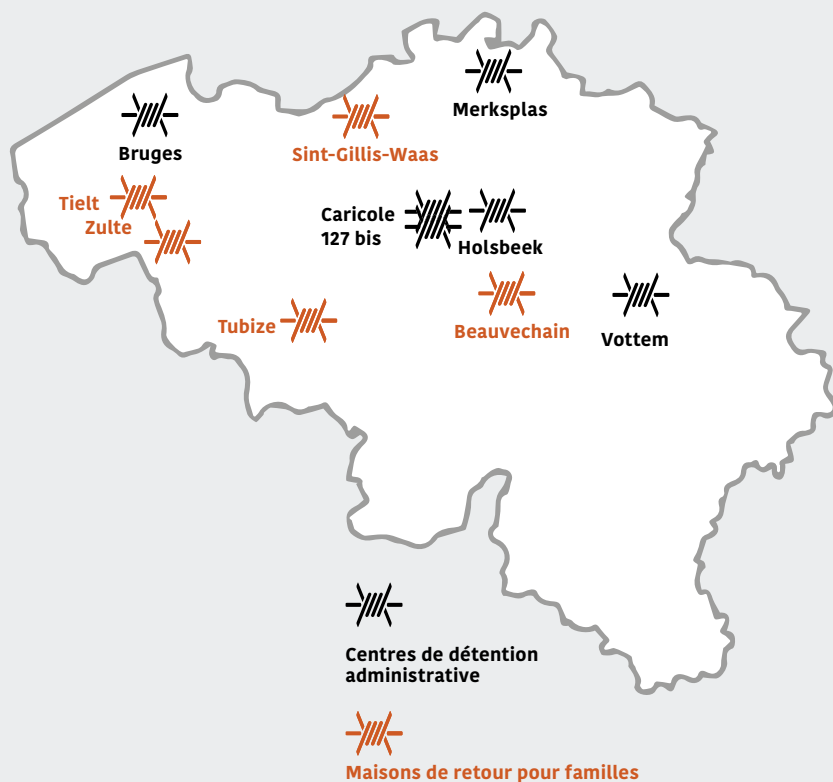 Merksplas
Bruges
Sint-Gillis-Waas
Tielt
Zulte
Caricole
127 bis
Holsbeek
Tubize
Beauvechain
Vottem
Centres de détention
administrative
Maisons de retour pour familles